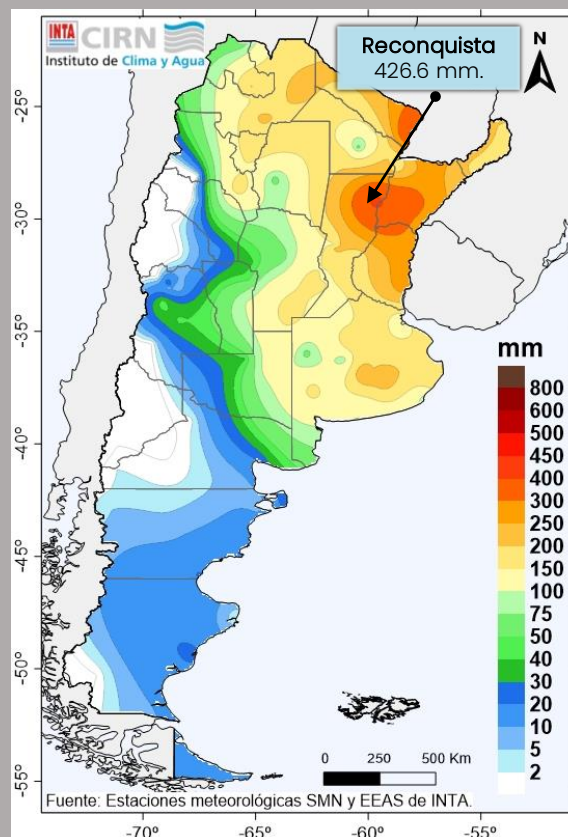 INTA CIRN
Instituto de Clima y Agua
Reconquista
426.6 mm.
N
-25°
-30°
-35°
-40°
-45°
-50°
-55°
mm
800
600
500
450
400
300
250
200
150
100
75
50
40
30
20
10
5
2
0 250 500 Km
Fuente: Estaciones meteorológicas SMN y EEAS de INTA.
-70° -65° -60° -55°